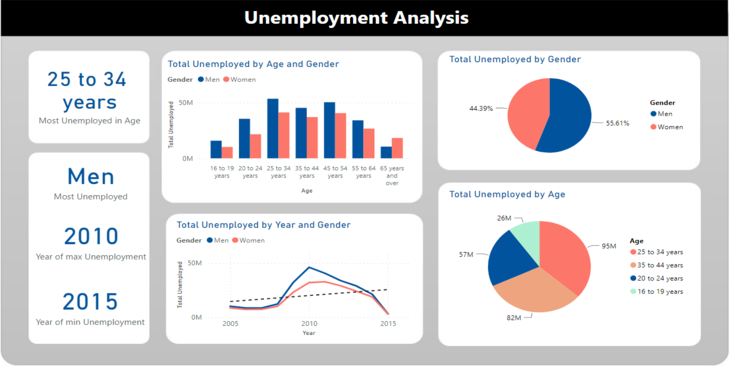 Unemployment Analysis
25 to 34
years
Most Unemployed in Age
Men
Most Unemployed
2010
Year of max Unemployment
2015
Year of min Unemployment
Total Unemployed by Age and Gender
Gender Men Women
Total Unemployed
50M
0M
16 to 19 years
20 to 24 years
25 to 34 years
35 to 44 years
45 to 54 years
55 to 64 years
65 years and over
Age
Total Unemployed by Year and Gender
Gender Men Women
Total Unemployed
50M
0M
2005
2010
2015
Year
Total Unemployed by Gender
44.39%
55.61%
Gender
Men
Women
Total Unemployed by Age
26M
95M
57M
82M
Age
25 to 34 years
35 to 44 years
20 to 24 years
16 to 19 years